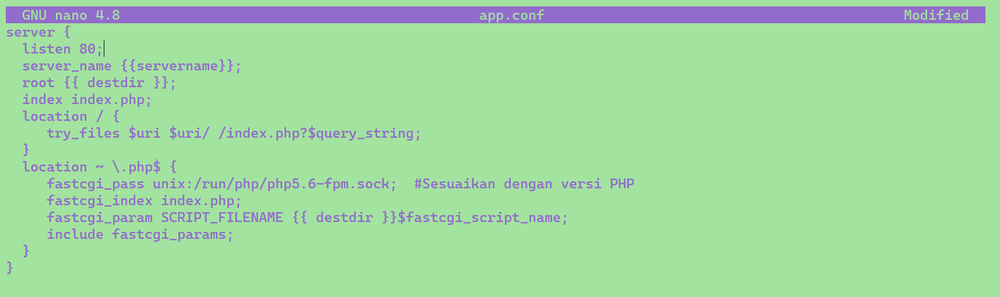 GNU nano 4.8 app.conf Modified
server {
  listen 80;
  server_name {{servername}};
  root {{ destdir }};
  index index.php;
  location / {
     try_files $uri $uri/ /index.php?$query_string;
  }
  location ~ \.php$ {
     fastcgi_pass unix:/run/php/php5.6-fpm.sock;  #Sesuaikan dengan versi PHP
     fastcgi_index index.php;
     fastcgi_param SCRIPT_FILENAME {{ destdir }}$fastcgi_script_name;
     include fastcgi_params;
  }
}